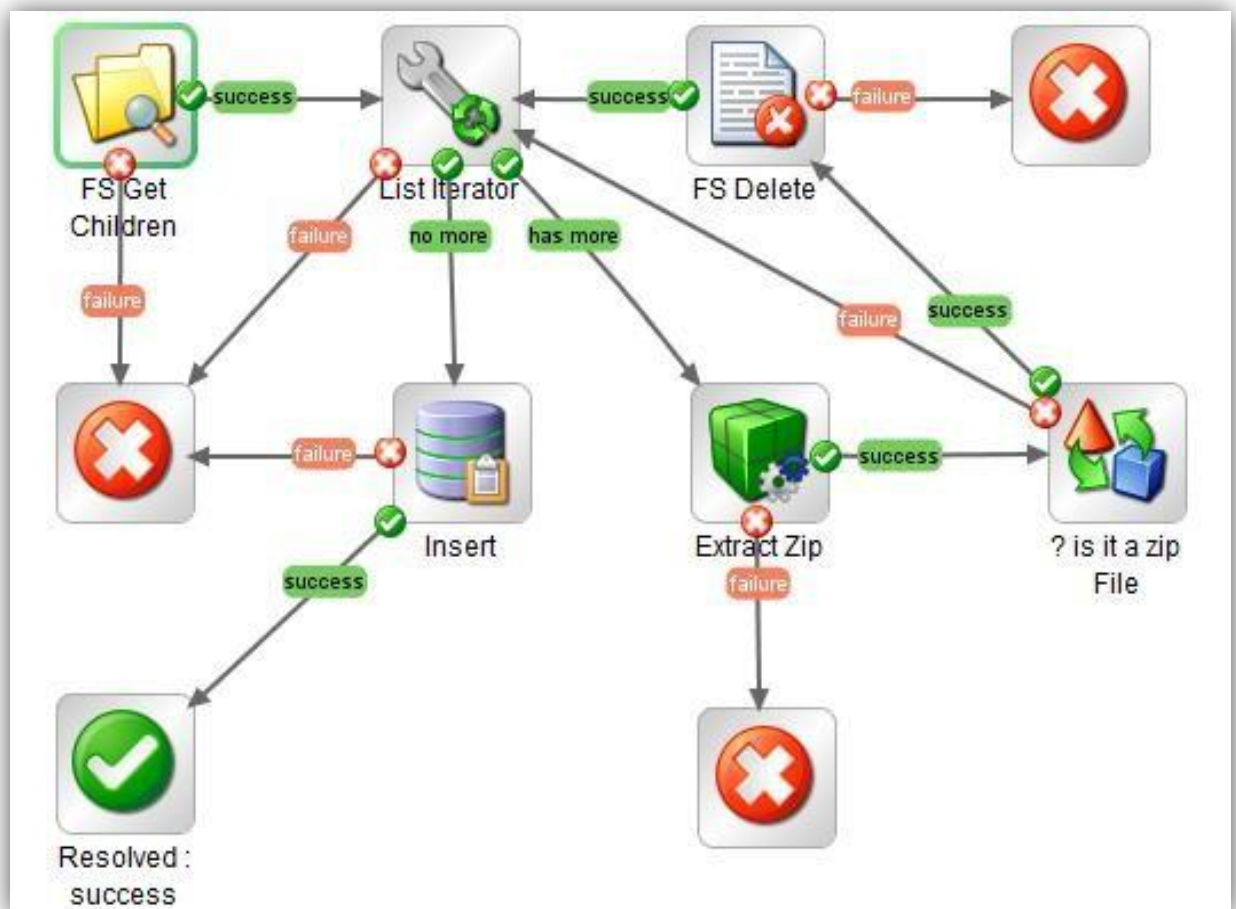 success
success
failure
FS Get
Children
List Iterator
FS Delete
failure
no more
has more
failure
failure
success
failure
success
Insert
Extract Zip
? is it a zip
File
success
failure
Resolved :
success